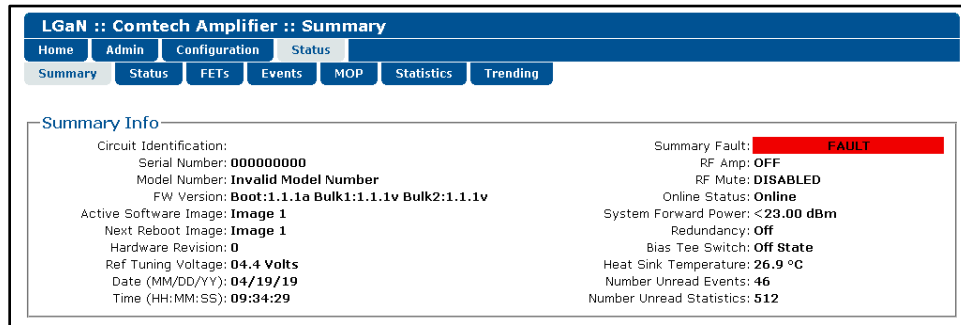 LGaN :: Comtech Amplifier :: Summary
Home Admin Configuration Status
Summary Status FETs Events MOP Statistics Trending
Summary Info
Circuit Identification:
Serial Number: 000000000
Model Number: Invalid Model Number
FW Version: Boot:1.1.1a Bulk1:1.1.1v Bulk2:1.1.1v
Active Software Image: Image 1
Next Reboot Image: Image 1
Hardware Revision: 0
Ref Tuning Voltage: 04.4 Volts
Date (MM/DD/YY): 04/19/19
Time (HH:MM:SS): 09:34:29
Summary Fault: FAULT
RF Amp: OFF
RF Mute: DISABLED
Online Status: Online
System Forward Power: <23.00 dBm
Redundancy: Off
Bias Tee Switch: Off State
Heat Sink Temperature: 26.9 °C
Number Unread Events: 46
Number Unread Statistics: 512